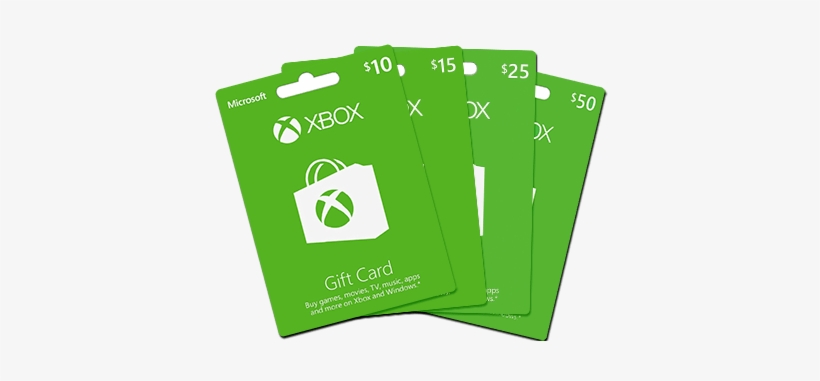 Microsoft
$10
XBOX
Gift Card
Buy games, movies, TV, music, apps
and more on Xbox and Windows.*
$15
$25
$50